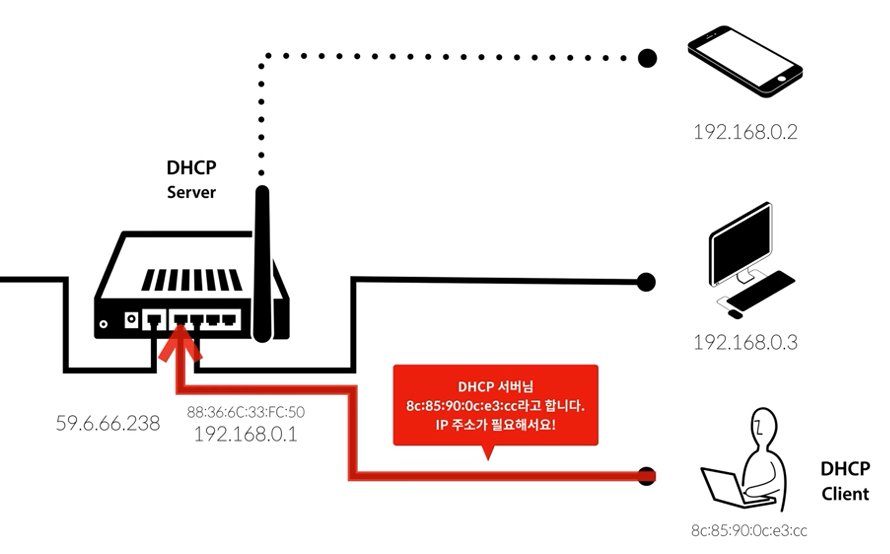 192.168.0.2
DHCP
Server
192.168.0.3
59.6.66.238
88:36:6C:33:FC:50
192.168.0.1
DHCP 서버님
8c:85:90:0c:e3:cc라고 합니다.
IP 주소가 필요해서요!
DHCP
Client
8c:85:90:0c:e3:cc